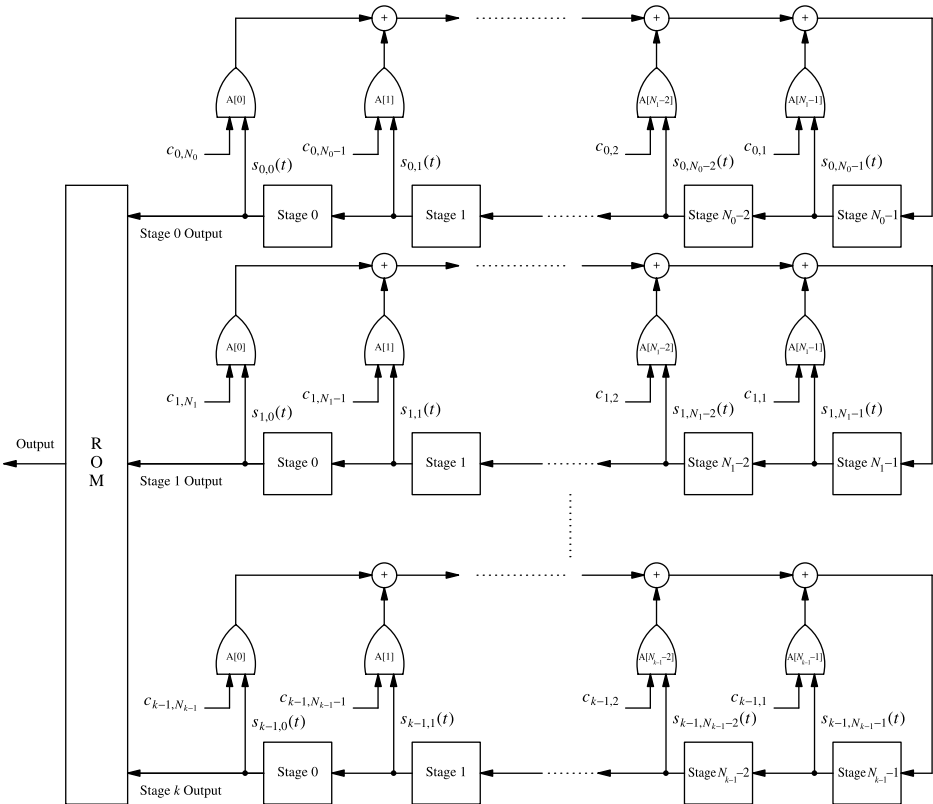 + + + +
A[0] A[1] A[N₁−2] A[N₁−1]
c₀,N₀ c₀,N₀−1 c₀,₂ c₀,₁
s₀,₀(t) s₀,₁(t) s₀,N₀−2(t) s₀,N₀−1(t)
Stage 0 Stage 1 Stage N₀−2 Stage N₀−1
Stage 0 Output
+ + + +
A[0] A[1] A[N₁−2] A[N₁−1]
c₁,N₁ c₁,N₁−1 c₁,₂ c₁,₁
s₁,₀(t) s₁,₁(t) s₁,N₁−2(t) s₁,N₁−1(t)
Output
R
O
M
Stage 0 Stage 1 Stage N₁−2 Stage N₁−1
Stage 1 Output
+ + + +
A[0] A[1] A[Nₖ₋₁−2] A[Nₖ₋₁−1]
cₖ₋₁,Nₖ₋₁ cₖ₋₁,Nₖ₋₁−1 cₖ₋₁,₂ cₖ₋₁,₁
sₖ₋₁,₀(t) sₖ₋₁,₁(t) sₖ₋₁,Nₖ₋₁−2(t) sₖ₋₁,Nₖ₋₁−1(t)
Stage 0 Stage 1 Stage Nₖ₋₁−2 Stage Nₖ₋₁−1
Stage k Output